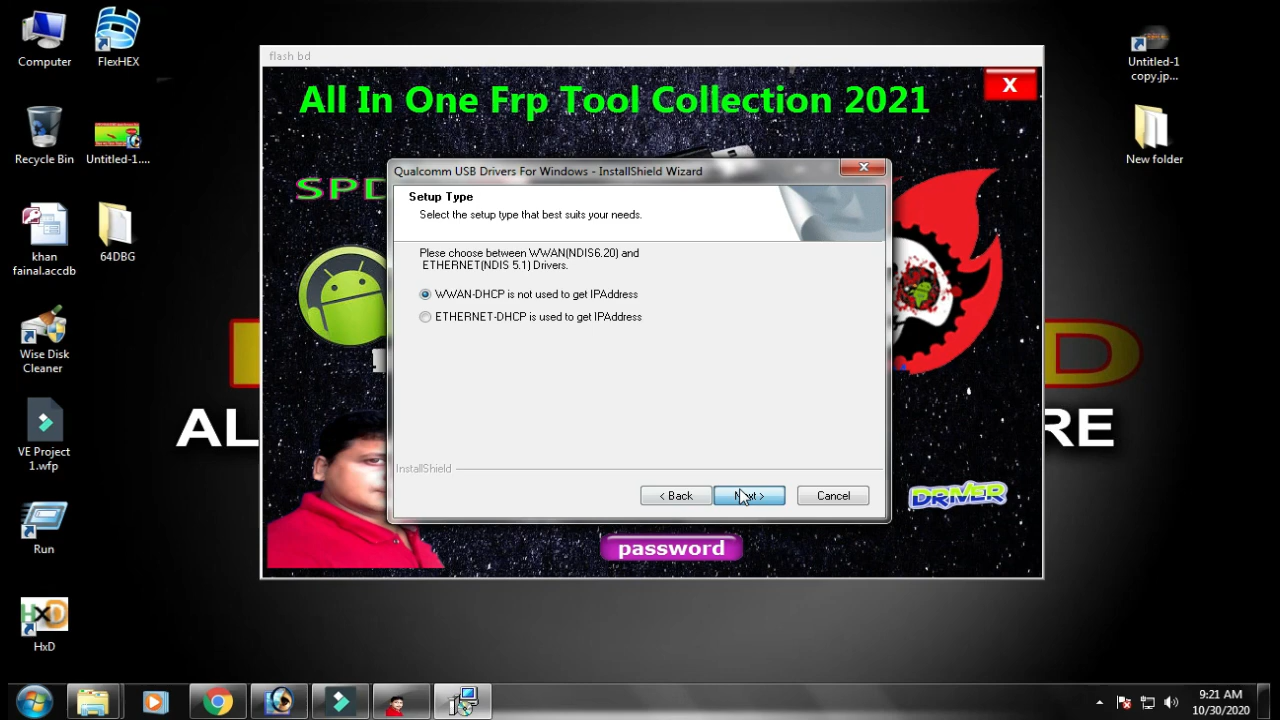 Computer
FlexHEX
Recycle Bin
Untitled-1....
khan
fainal.accdb
64DBG
Wise Disk
Cleaner
VE Project
1.wfp
Run
HxD
HxD
Untitled-1
copy.jp...
New folder
flash bd
X
All In One Frp Tool Collection 2021
SPD
Qualcomm USB Drivers For Windows - InstallShield Wizard
Setup Type
Select the setup type that best suits your needs.
Plese choose between WWAN(NDIS6.20) and
ETHERNET(NDIS 5.1) Drivers.
WWAN-DHCP is not used to get IPAddress
ETHERNET-DHCP is used to get IPAddress
InstallShield
< Back
Next >
Cancel
DRIVER
password
AL
RE
D
9:21 AM
10/30/2020